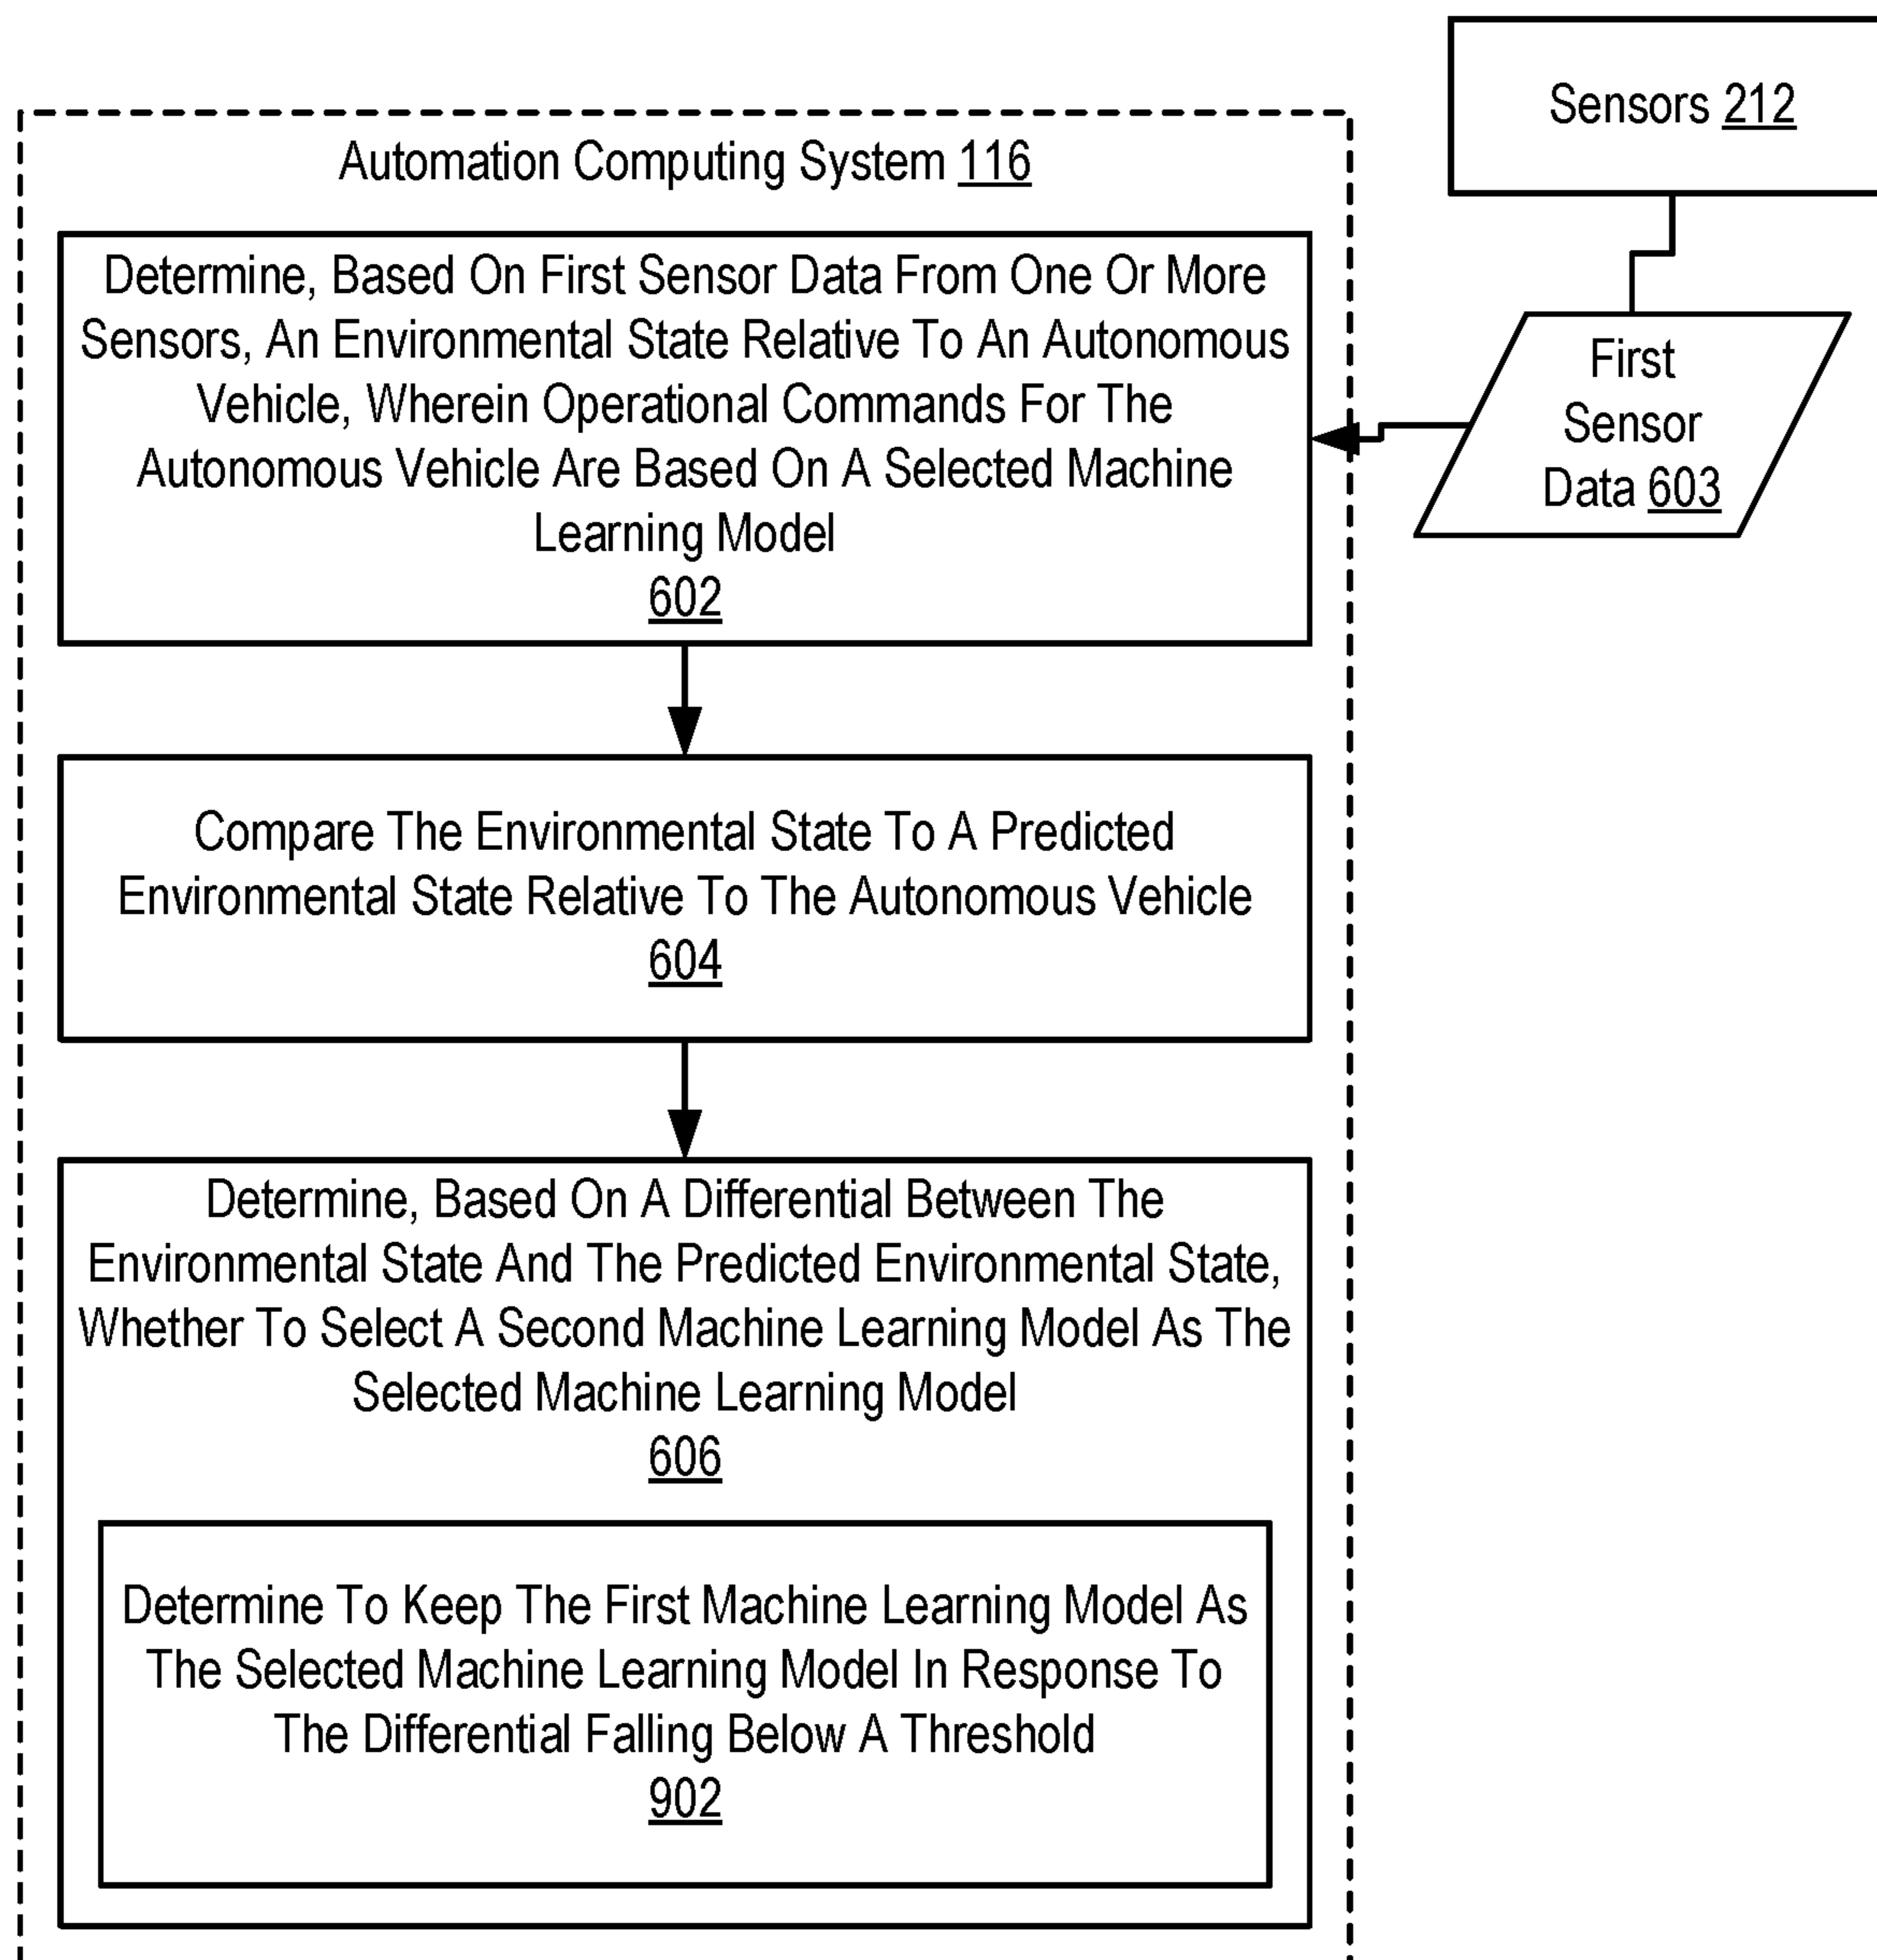 Sensors 212
Automation Computing System 116
Determine, Based On First Sensor Data From One Or More
Sensors, An Environmental State Relative To An Autonomous
Vehicle, Wherein Operational Commands For The
Autonomous Vehicle Are Based On A Selected Machine
Learning Model
602
First
Sensor
Data 603
Compare The Environmental State To A Predicted
Environmental State Relative To The Autonomous Vehicle
604
Determine, Based On A Differential Between The
Environmental State And The Predicted Environmental State,
Whether To Select A Second Machine Learning Model As The
Selected Machine Learning Model
606
Determine To Keep The First Machine Learning Model As
The Selected Machine Learning Model In Response To
The Differential Falling Below A Threshold
902